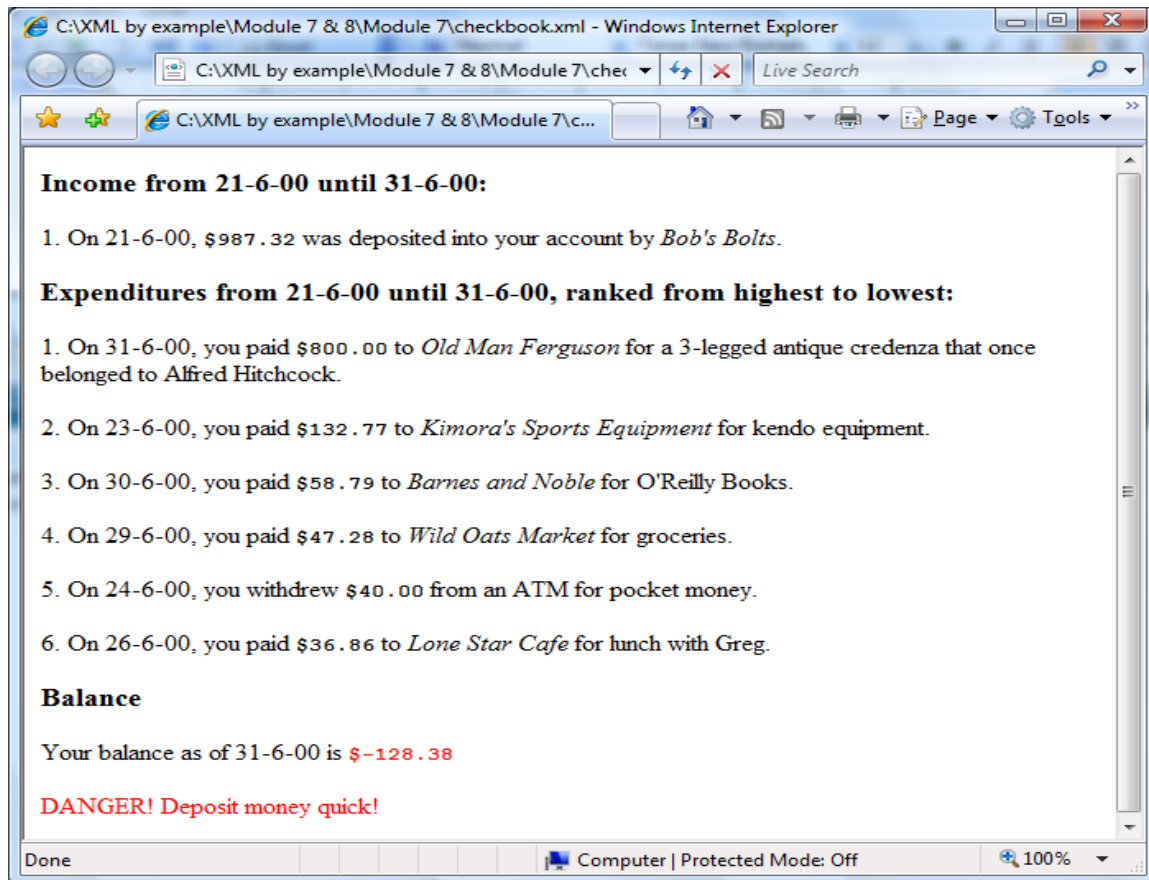 C:\XML by example\Module 7 & 8\Module 7\checkbook.xml - Windows Internet Explorer
C:\XML by example\Module 7 & 8\Module 7\chec
Live Search
C:\XML by example\Module 7 & 8\Module 7\c...
Page
Tools
Income from 21-6-00 until 31-6-00:
1. On 21-6-00, $987.32 was deposited into your account by Bob's Bolts.
Expenditures from 21-6-00 until 31-6-00, ranked from highest to lowest:
1. On 31-6-00, you paid $800.00 to Old Man Ferguson for a 3-legged antique credenza that once
belonged to Alfred Hitchcock.
2. On 23-6-00, you paid $132.77 to Kimora's Sports Equipment for kendo equipment.
3. On 30-6-00, you paid $58.79 to Barnes and Noble for O'Reilly Books.
4. On 29-6-00, you paid $47.28 to Wild Oats Market for groceries.
5. On 24-6-00, you withdrew $40.00 from an ATM for pocket money.
6. On 26-6-00, you paid $36.86 to Lone Star Cafe for lunch with Greg.
Balance
Your balance as of 31-6-00 is $-128.38
DANGER! Deposit money quick!
Done
Computer | Protected Mode: Off
100%